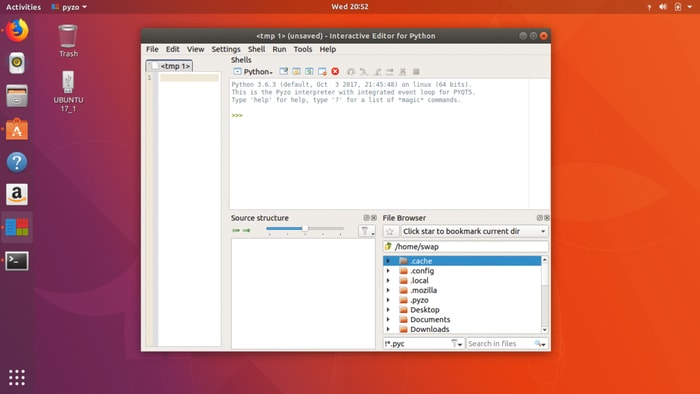 Activities
pyzo
Wed 20:52
?
Trash
UBUNTU
17_1
<tmp 1> (unsaved) - Interactive Editor for Python
File Edit View Settings Shell Run Tools Help
<tmp 1>
1
Shells
Python
Python 3.6.3 (default, Oct  3 2017, 21:45:48) on linux (64 bits).
This is the Pyzo interpreter with integrated event loop for PYQT5.
Type 'help' for help, type '?' for a list of *magic* commands.
>>>
Source structure
File Browser
Click star to bookmark current dir
/home/swap
.cache
.config
.local
.mozilla
.pyzo
Desktop
Documents
Downloads
!*.pyc
Search in files